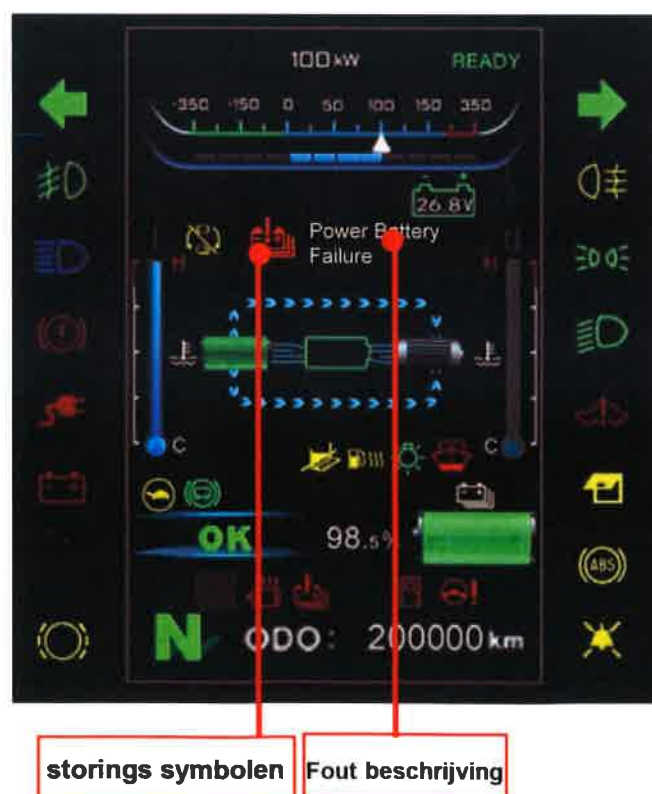 100 kW READY
-350 -150 0 50 100 150 350
26.8V
Power Battery
Failure
H H
C C
OK 98.5%
(ABS)
N ODO: 200000 km
storings symbolen Fout beschrijving